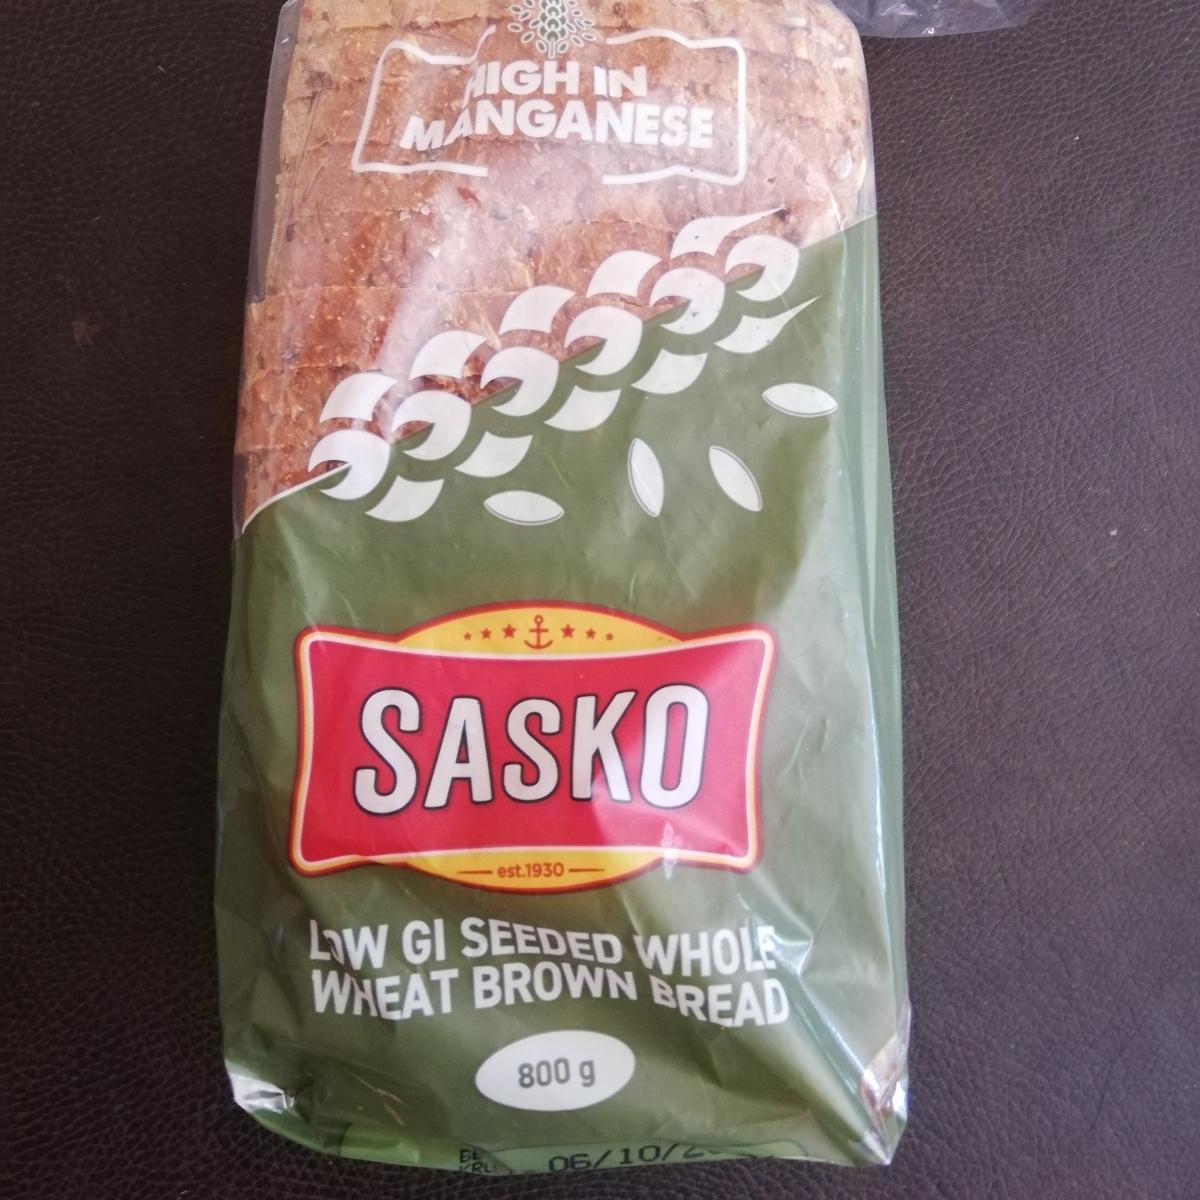 HIGH IN
MANGANESE
SASKO
est.1930
LOW GI SEEDED WHOLE
WHEAT BROWN BREAD
800 g
06/10/